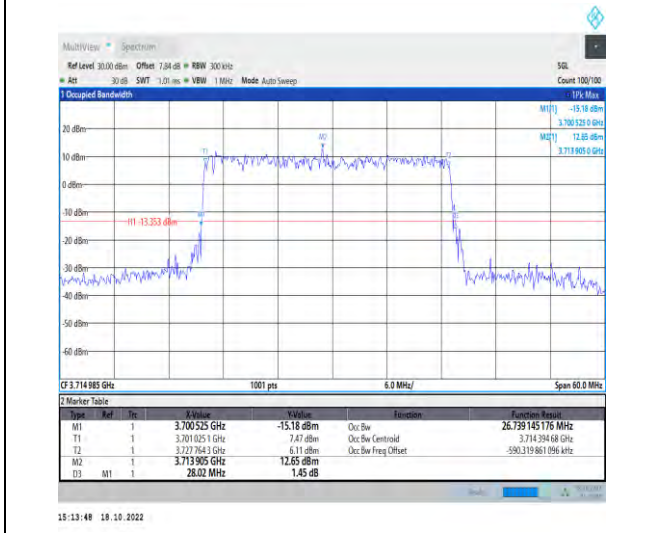 MultiView Spectrum
Ref Level 30.00 dBm Offset 7.84 dB RBW 300 kHz SGL
Att 30 dB SWT 1.01 ms VBW 1 MHz Mode Auto Sweep Count 100/100
1 Occupied Bandwidth 1Pk Max
M1[1] -15.18 dBm
3.700 525 0 GHz
M2[1] 12.65 dBm
3.713 905 0 GHz
20 dBm
M2
T1
T2
10 dBm
0 dBm
-10 dBm
M1
D3
H1 -13.353 dBm
-20 dBm
-30 dBm
-40 dBm
-50 dBm
-60 dBm
CF 3.714 985 GHz 1001 pts 6.0 MHz/ Span 60.0 MHz
2 Marker Table
Type Ref Trc X-Value Y-Value Function Function Result
M1 1 3.700 525 GHz -15.18 dBm Occ Bw 26.739 145 176 MHz
T1 1 3.701 025 1 GHz 7.47 dBm Occ Bw Centroid 3.714 394 68 GHz
T2 1 3.727 764 3 GHz 6.11 dBm Occ Bw Freq Offset -590.319 861 096 kHz
M2 1 3.713 905 GHz 12.65 dBm
D3 M1 1 28.02 MHz 1.45 dB
15:13:48 18.10.2022